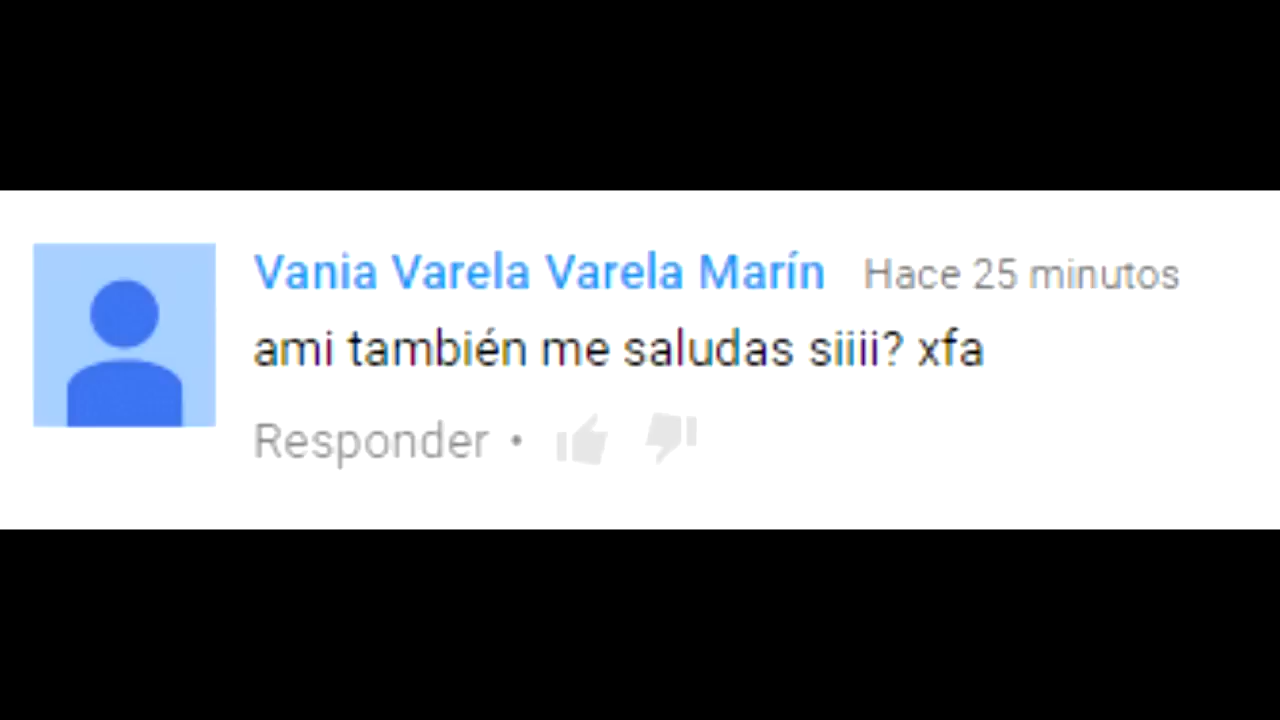 Vania Varela Varela Marín Hace 25 minutos
ami también me saludas siiii? xfa
Responder •